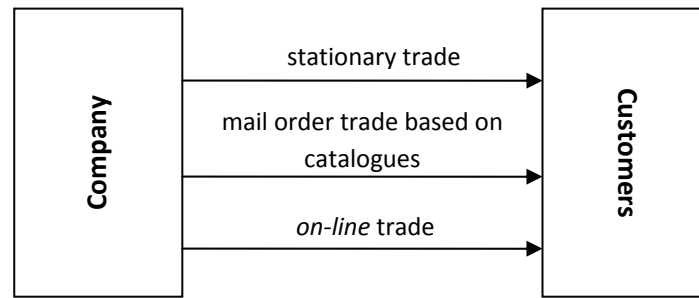 Company
stationary trade
mail order trade based on
catalogues
on-line trade
Customers